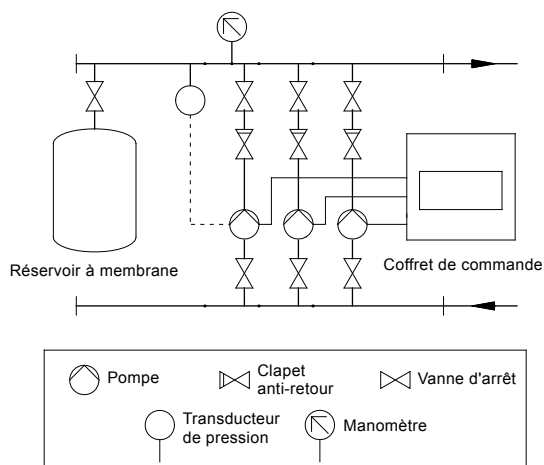 Réservoir à membrane
Coffret de commande
Pompe
Clapet
anti-retour
Vanne d'arrêt
Transducteur
de pression
Manomètre